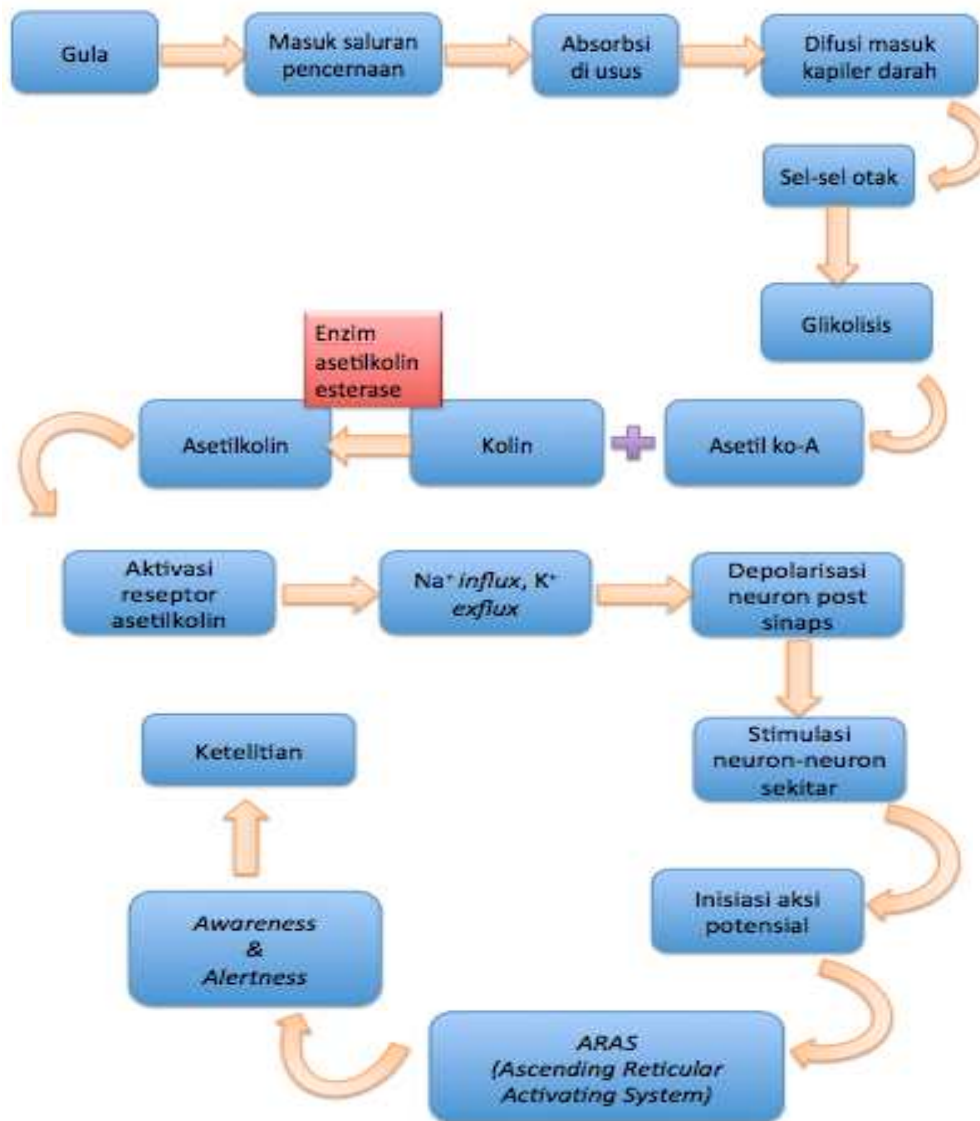 Gula
Masuk saluran
pencernaan
Absorbsi
di usus
Difusi masuk
kapiler darah
Sel-sel otak
Glikolisis
Enzim
asetilkolin
esterase
Asetilkolin
Kolin
Asetil ko-A
Aktivasi
reseptor
asetilkolin
Na⁺ influx, K⁺
exflux
Depolarisasi
neuron post
sinaps
Stimulasi
neuron-neuron
sekitar
Ketelitian
Inisiasi aksi
potensial
Awareness
&
Alertness
ARAS
(Ascending Reticular
Activating System)